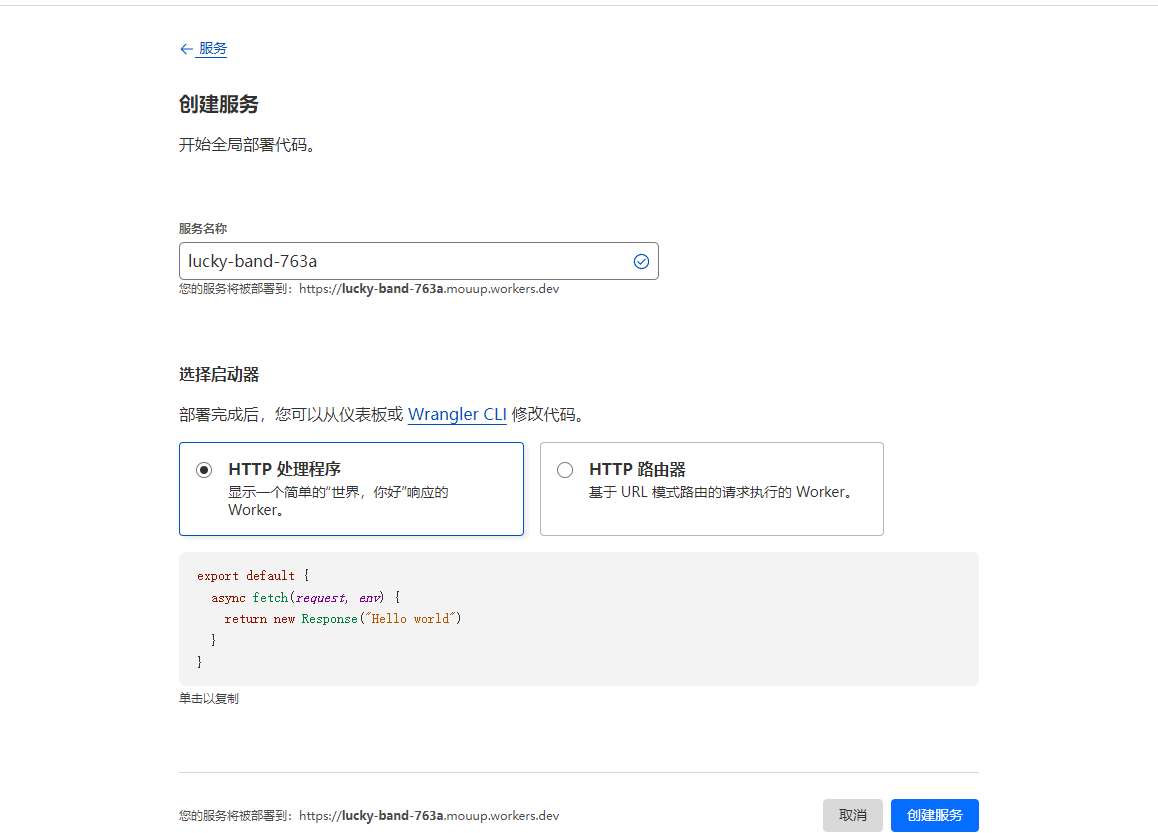 ← 服务
创建服务
开始全局部署代码。
服务名称
lucky-band-763a
您的服务将被部署到：https://lucky-band-763a.mouup.workers.dev
选择启动器
部署完成后，您可以从仪表板或 Wrangler CLI 修改代码。
HTTP 处理程序
显示一个简单的“世界，你好”响应的
Worker。
HTTP 路由器
基于 URL 模式路由的请求执行的 Worker。
export default {
  async fetch(request, env) {
    return new Response("Hello world")
  }
}
单击以复制
您的服务将被部署到：https://lucky-band-763a.mouup.workers.dev
取消
创建服务